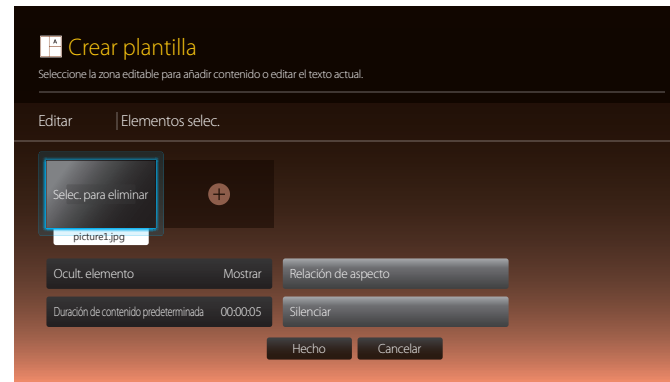 Crear plantilla
Seleccione la zona editable para añadir contenido o editar el texto actual.
Editar Elementos selec.
Selec. para eliminar
picture1.jpg
Ocult. elemento Mostrar Relación de aspecto
Duración de contenido predeterminada 00:00:05 Silenciar
Hecho Cancelar